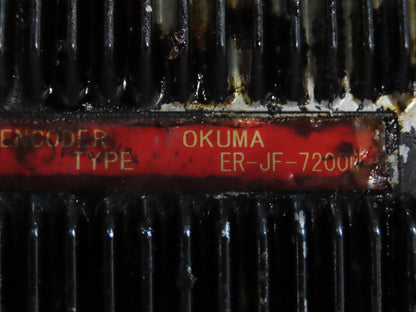 ENCODER OKUMA
TYPE ER-JF-7200